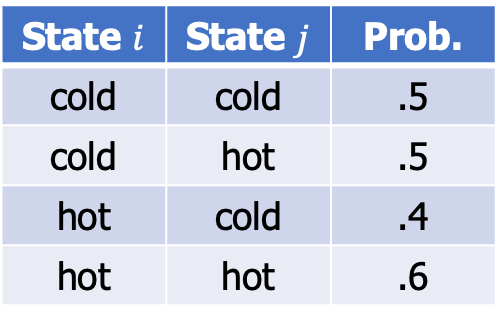 State i State j Prob.
cold cold .5
cold hot .5
hot cold .4
hot hot .6